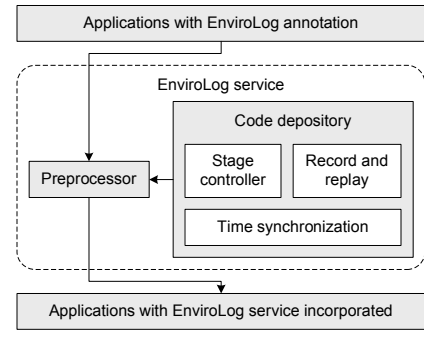 Applications with EnviroLog annotation
EnviroLog service
Code depository
Stage
controller
Record and
replay
Preprocessor
Time synchronization
Applications with EnviroLog service incorporated